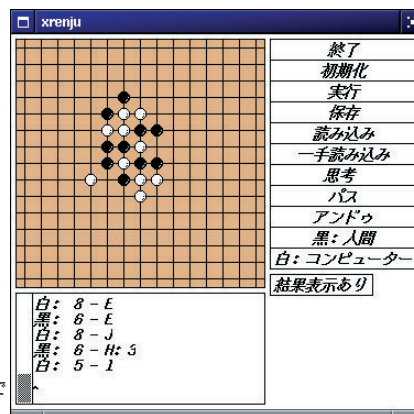 xrenju
終了
初期化
実行
保存
読み込み
一手読み込み
思考
パス
アンドゥ
黒：人間
白：コンピューター
結果表示あり
白： 8 - E
黒： 6 - E
白： 8 - J
黒： 6 - H: 3
白： 5 - I
^